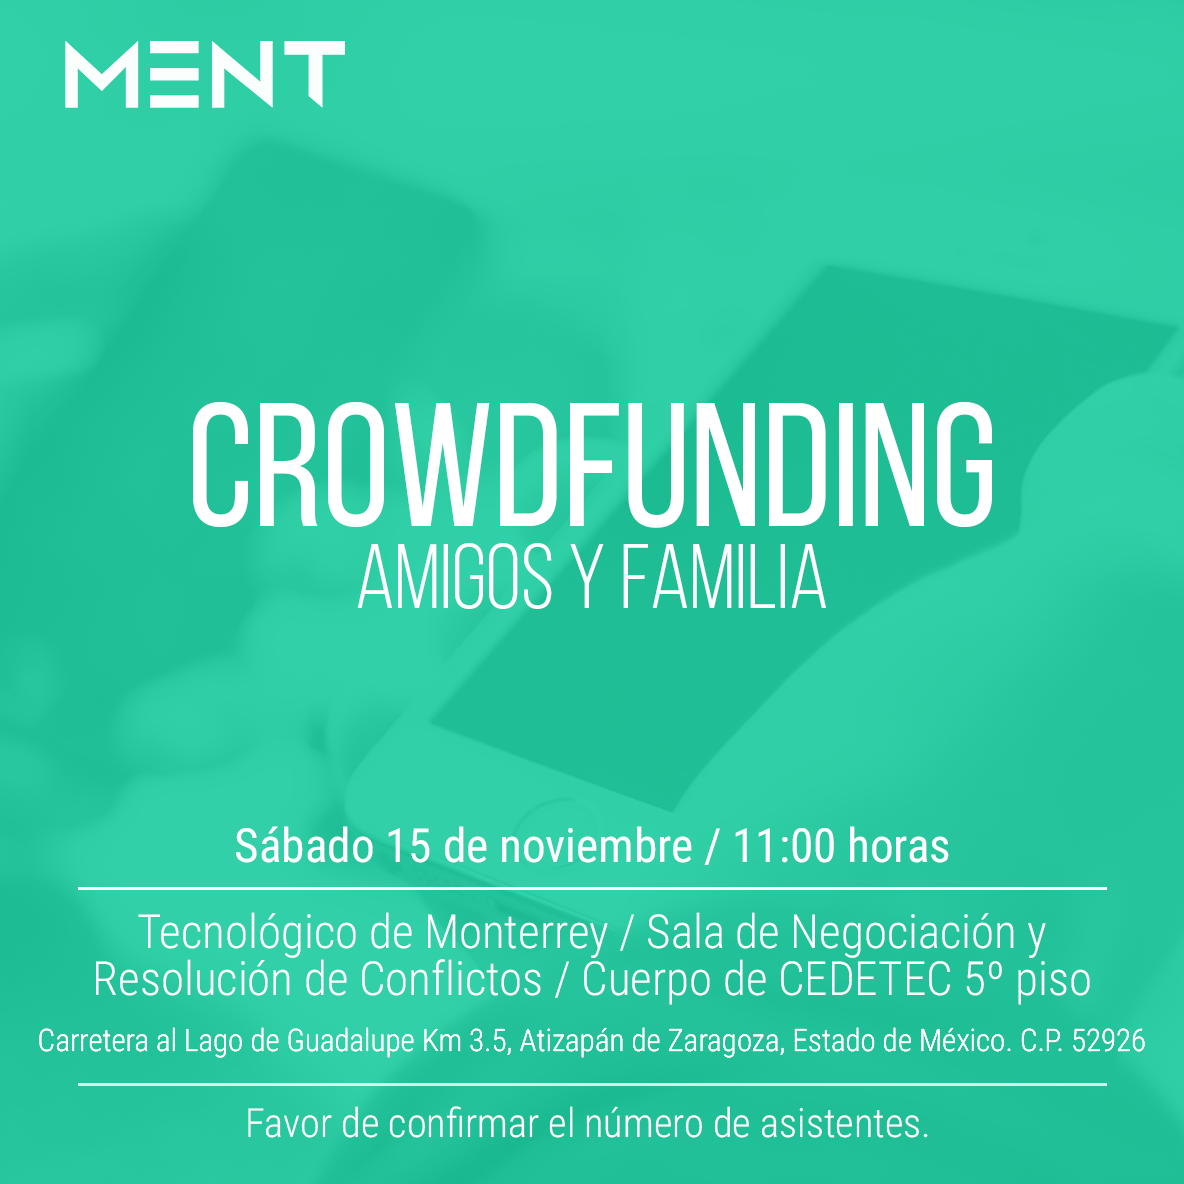 MENT
CROWDFUNDING
AMIGOS Y FAMILIA
Sábado 15 de noviembre / 11:00 horas
Tecnológico de Monterrey / Sala de Negociación y
Resolución de Conflictos / Cuerpo de CEDETEC 5º piso
Carretera al Lago de Guadalupe Km 3.5, Atizapán de Zaragoza, Estado de México. C.P. 52926
Favor de confirmar el número de asistentes.